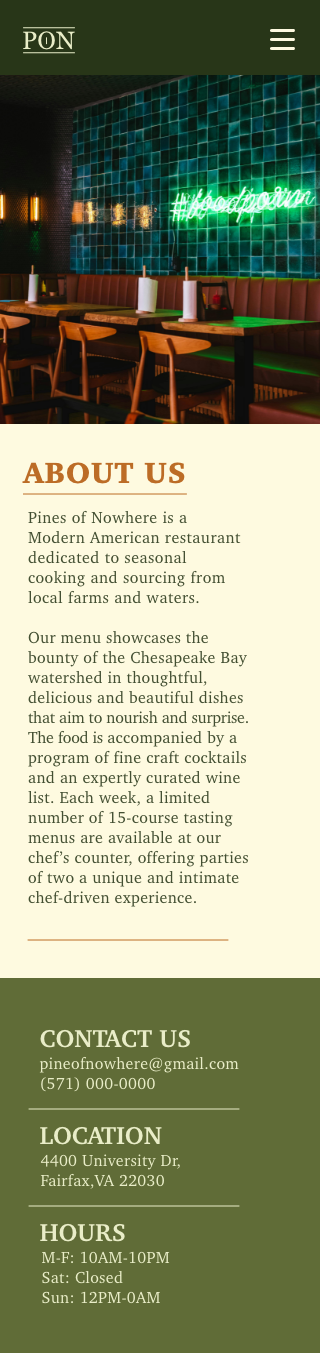 PON
#foodporn
ABOUT US
Pines of Nowhere is a
Modern American restaurant
dedicated to seasonal
cooking and sourcing from
local farms and waters.
Our menu showcases the
bounty of the Chesapeake Bay
watershed in thoughtful,
delicious and beautiful dishes
that aim to nourish and surprise.
The food is accompanied by a
program of fine craft cocktails
and an expertly curated wine
list. Each week, a limited
number of 15-course tasting
menus are available at our
chef’s counter, offering parties
of two a unique and intimate
chef-driven experience.
CONTACT US
pineofnowhere@gmail.com
(571) 000-0000
LOCATION
4400 University Dr,
Fairfax,VA 22030
HOURS
M-F: 10AM-10PM
Sat: Closed
Sun: 12PM-0AM